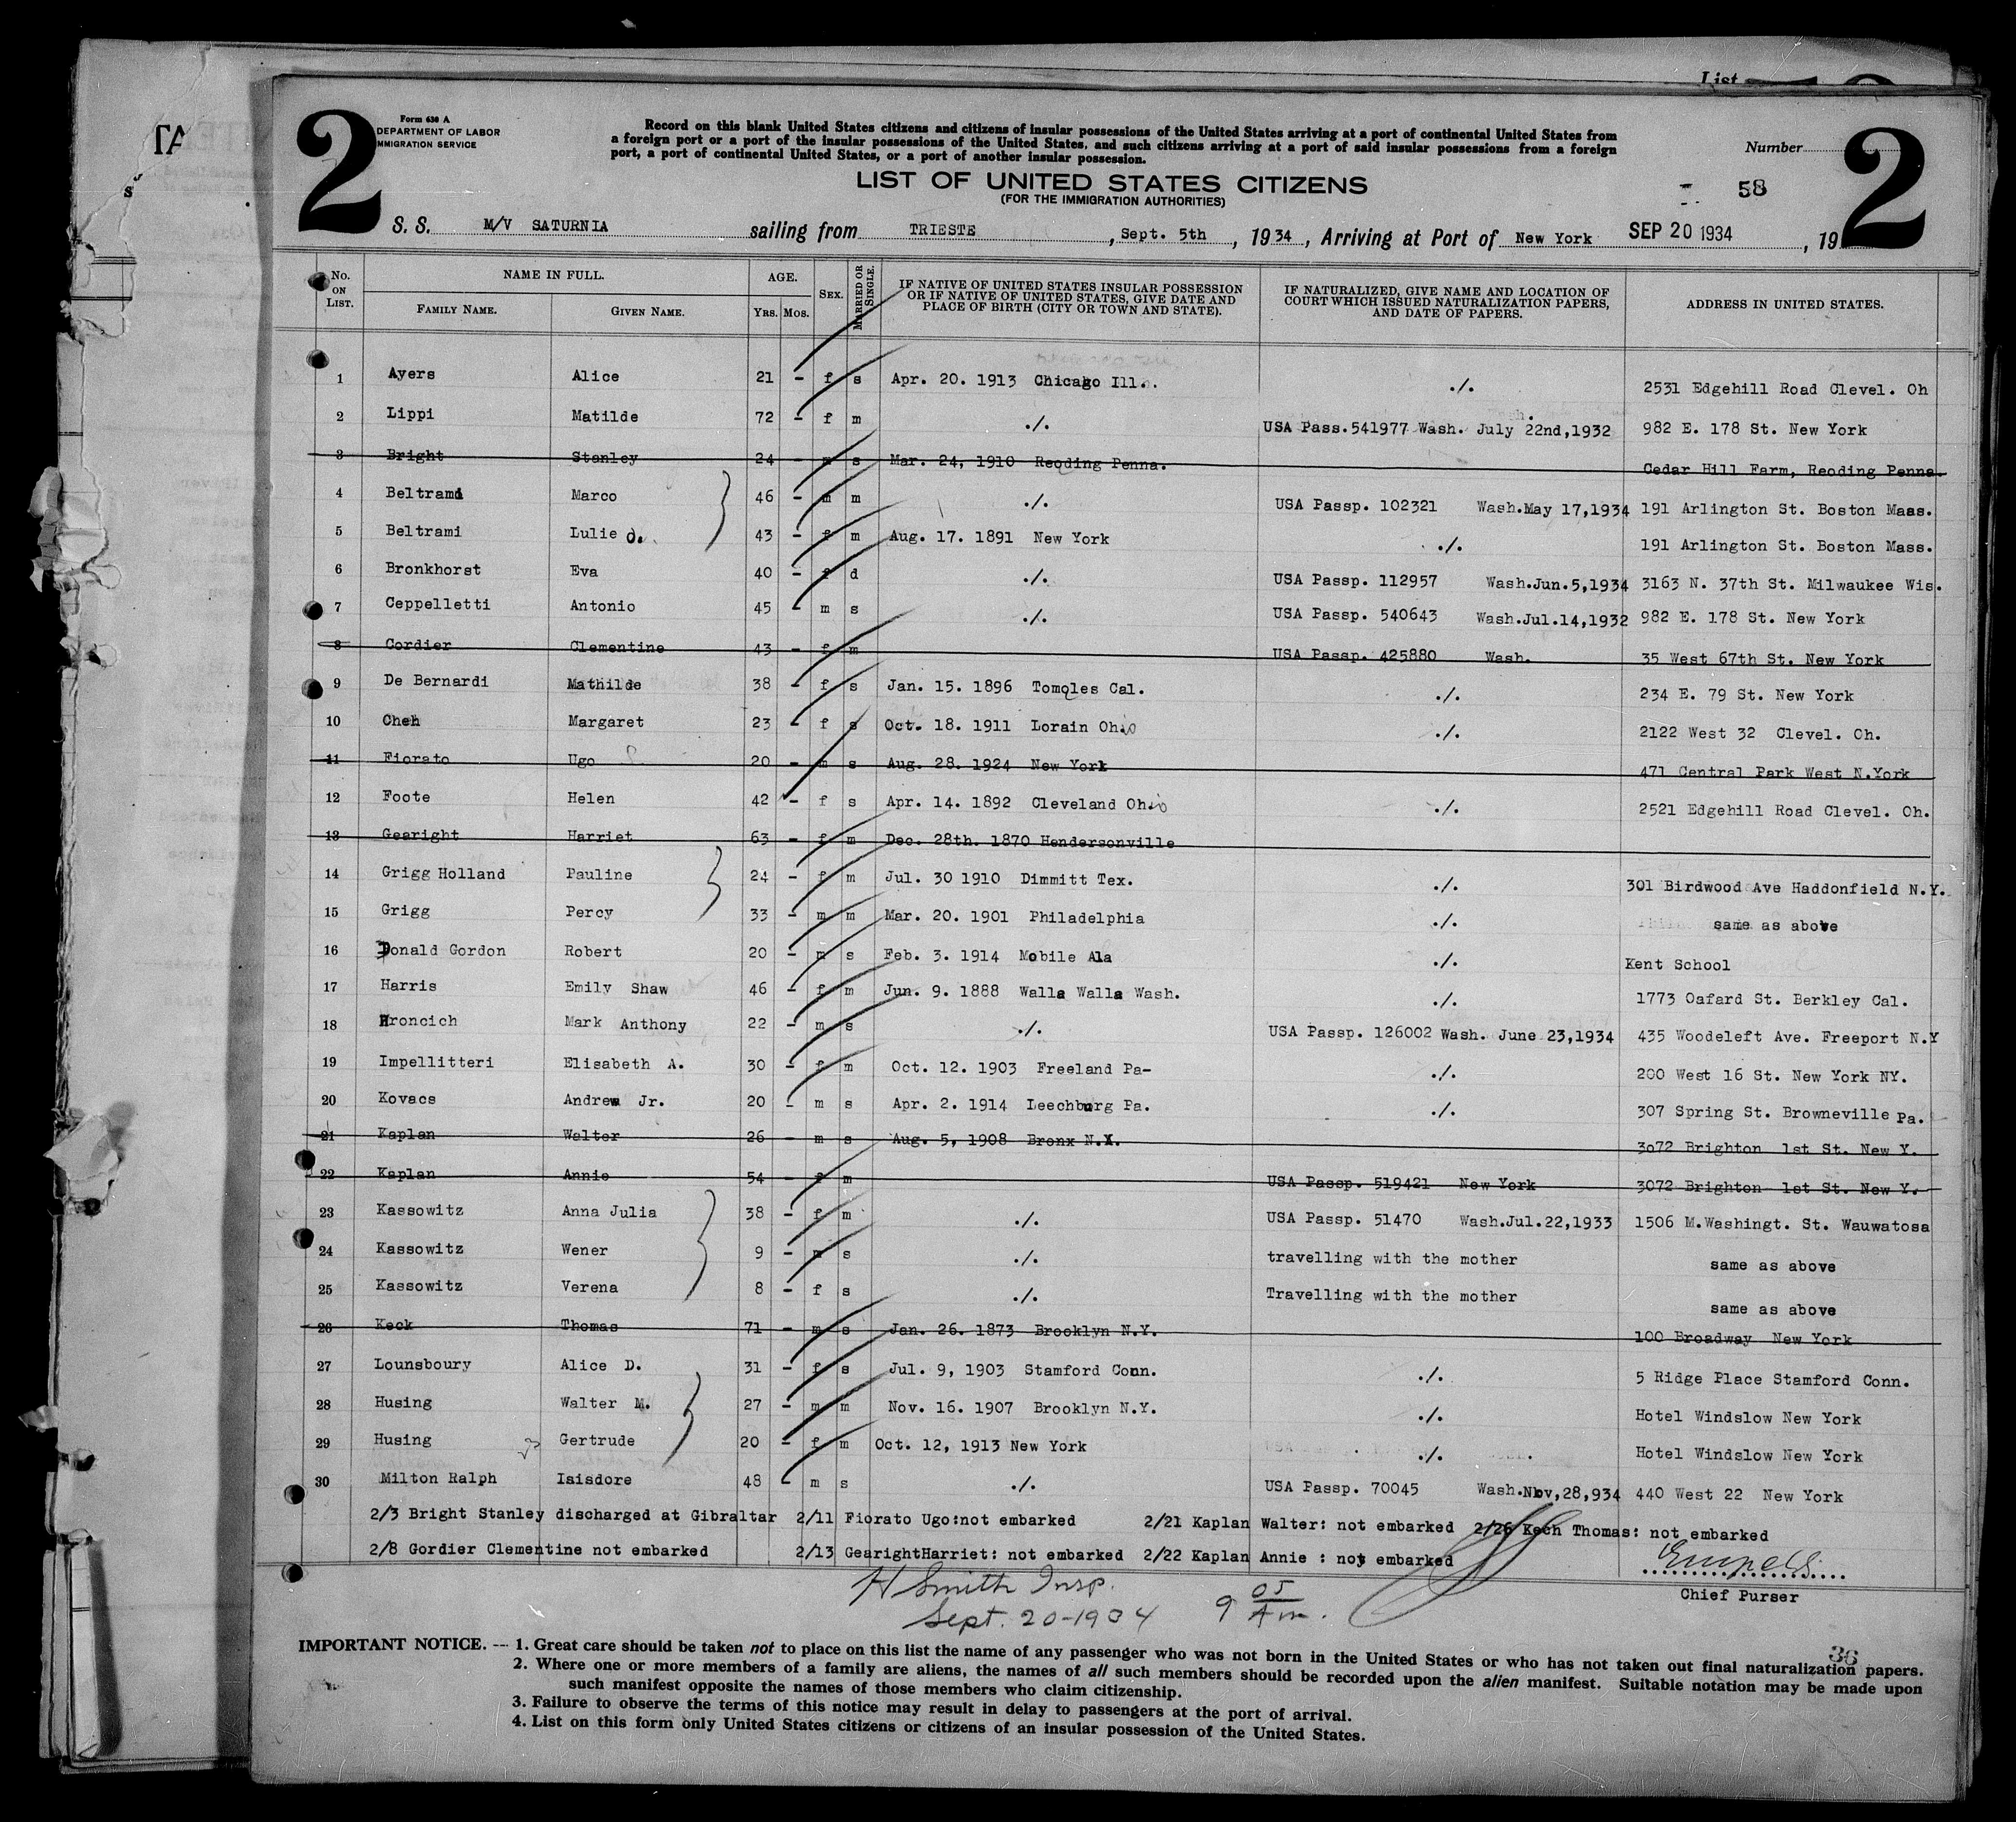 List
2
Form 630 A
DEPARTMENT OF LABOR
IMMIGRATION SERVICE
Record on this blank United States citizens and citizens of insular possessions of the United States arriving at a port of continental United States from
a foreign port or a port of the insular possessions of the United States, and such citizens arriving at a port of said insular possessions from a foreign
port, a port of continental United States, or a port of another insular possession.
Number
2
LIST OF UNITED STATES CITIZENS
(FOR THE IMMIGRATION AUTHORITIES)
58
S. S. M/V SATURNIA sailing from TRIESTE, Sept. 5th, 1934, Arriving at Port of New York SEP 20 1934, 19
No. ON LIST. NAME IN FULL. AGE. SEX. MARRIED OR SINGLE. IF NATIVE OF UNITED STATES INSULAR POSSESSION OR IF NATIVE OF UNITED STATES, GIVE DATE AND PLACE OF BIRTH (CITY OR TOWN AND STATE). IF NATURALIZED, GIVE NAME AND LOCATION OF COURT WHICH ISSUED NATURALIZATION PAPERS, AND DATE OF PAPERS. ADDRESS IN UNITED STATES.
FAMILY NAME. GIVEN NAME. YRS. MOS.
1 Ayers Alice 21 - f s Apr. 20. 1913 Chicago Ill.. ./. 2531 Edgehill Road Clevel. Oh
2 Lippi Matilde 72 - f m ./. USA Pass.541977 Wash. July 22nd,1932 982 E. 178 St. New York
3 Bright Stanley 24 - m s Mar. 24, 1910 Reading Penna. Cedar Hill Farm, Reading Penna.
4 Beltrami Marco 46 - m m ./. USA Passp. 102321 Wash.May 17,1934 191 Arlington St. Boston Mass.
5 Beltrami Lulie 43 - f m Aug. 17. 1891 New York ./. 191 Arlington St. Boston Mass.
6 Bronkhorst Eva 40 - f d ./. USA Passp. 112957 Wash.Jun.5,1934 3163 N. 37th St. Milwaukee Wis.
7 Ceppelletti Antonio 45 - m s ./. USA Passp. 540643 Wash.Jul.14,1932 982 E. 178 St. New York
8 Cordier Clementine 43 - f m USA Passp. 425880 Wash. 35 West 67th St. New York
9 De Bernardi Mathilde 38 - f s Jan. 15. 1896 Tomales Cal. ./. 234 E. 79 St. New York
10 Cheh Margaret 23 - f s Oct. 18. 1911 Lorain Ohio ./. 2122 West 32 Clevel. Oh.
11 Fiorato Ugo 20 - m s Aug. 28. 1924 New York 471 Central Park West N.York
12 Foote Helen 42 - f s Apr. 14. 1892 Cleveland Ohio ./. 2521 Edgehill Road Clevel. Oh.
13 Gearight Harriet 63 - f m Dec. 28th. 1870 Hendersonville
14 Grigg Holland Pauline 24 - f m Jul. 30 1910 Dimmitt Tex. ./. 301 Birdwood Ave Haddonfield N.Y.
15 Grigg Percy 33 - m m Mar. 20. 1901 Philadelphia ./. same as above
16 Donald Gordon Robert 20 - m s Feb. 3. 1914 Mobile Ala ./. Kent School
17 Harris Emily Shaw 46 - f m Jun. 9. 1888 Walla Walla Wash. ./. 1773 Oafard St. Berkley Cal.
18 Hroncich Mark Anthony 22 - m s ./. USA Passp. 126002 Wash. June 23,1934 435 Woodeleft Ave. Freeport N.Y
19 Impellitteri Elisabeth A. 30 - f m Oct. 12. 1903 Freeland Pa- ./. 200 West 16 St. New York NY.
20 Kovacs Andrew Jr. 20 - m s Apr. 2. 1914 Leechburg Pa. ./. 307 Spring St. Browneville Pa.
21 Kaplan Walter 26 - m s Aug. 5, 1908 Bronx N.Y. 3072 Brighton 1st St. New Y.
22 Kaplan Annie 54 - f m USA Passp. 519421 New York 3072 Brighton 1st St. New Y.
23 Kassowitz Anna Julia 38 - f m ./. USA Passp. 51470 Wash.Jul.22,1933 1506 M.Washingt. St. Wauwatosa
24 Kassowitz Wener 9 - m s ./. travelling with the mother same as above
25 Kassowitz Verena 8 - f s ./. Travelling with the mother same as above
26 Keck Thomas 71 - m s Jan. 26. 1873 Brooklyn N.Y. 100 Broadway New York
27 Lounsboury Alice D. 31 - f s Jul. 9, 1903 Stamford Conn. ./. 5 Ridge Place Stamford Conn.
28 Husing Walter M. 27 - m m Nov. 16. 1907 Brooklyn N.Y. ./. Hotel Windslow New York
29 Husing Gertrude 20 - f m Oct. 12, 1913 New York ./. Hotel Windslow New York
30 Milton Ralph Isisdore 48 - m s ./. USA Passp. 70045 Wash.Nov,28,934 440 West 22 New York
2/3 Bright Stanley discharged at Gibraltar 2/11 Fiorato Ugo:not embarked 2/21 Kaplan Walter: not embarked 2/26 Kech Thomas: not embarked
2/8 Gordier Clementine not embarked 2/13 GearightHarriet: not embarked 2/22 Kaplan Annie : not embarked
H Smith Insp.
Sept. 20-1934 9 05 Am.
Chief Purser
36
IMPORTANT NOTICE. -- 1. Great care should be taken not to place on this list the name of any passenger who was not born in the United States or who has not taken out final naturalization papers.
2. Where one or more members of a family are aliens, the names of all such members should be recorded upon the alien manifest. Suitable notation may be made upon
such manifest opposite the names of those members who claim citizenship.
3. Failure to observe the terms of this notice may result in delay to passengers at the port of arrival.
4. List on this form only United States citizens or citizens of an insular possession of the United States.